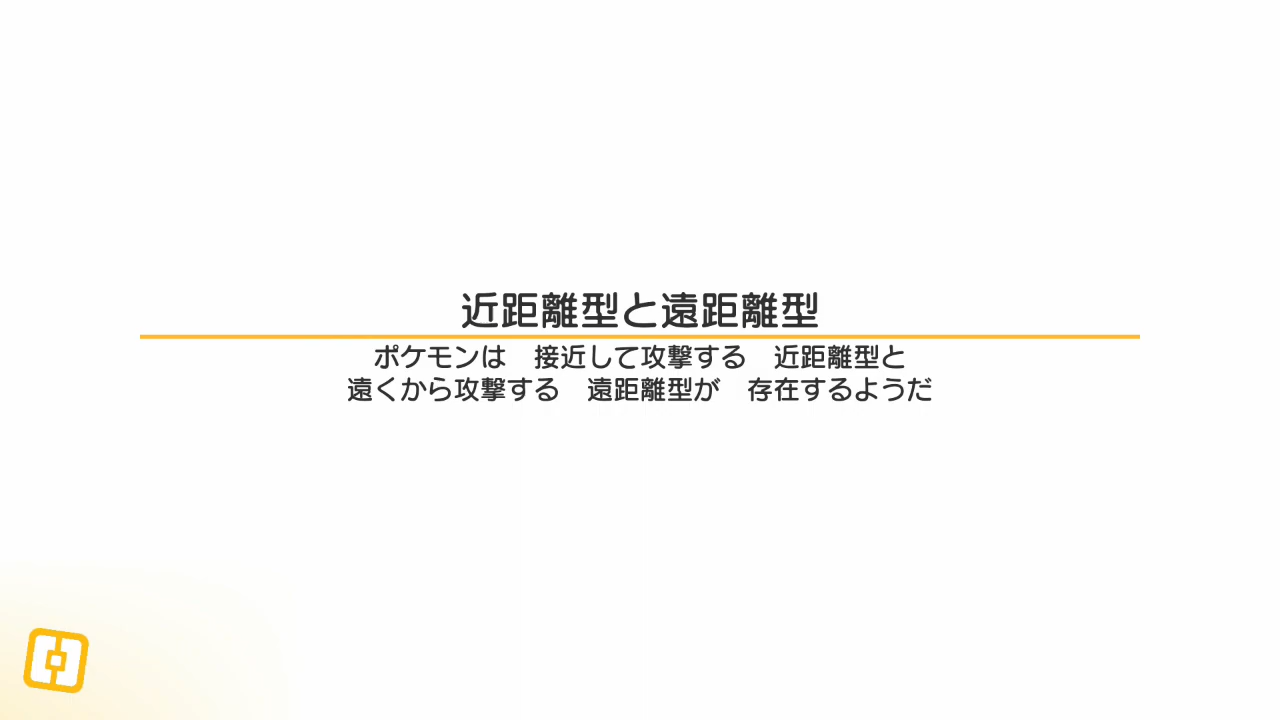 近距離型と遠距離型
ポケモンは　接近して攻撃する　近距離型と
遠くから攻撃する　遠距離型が　存在するようだ